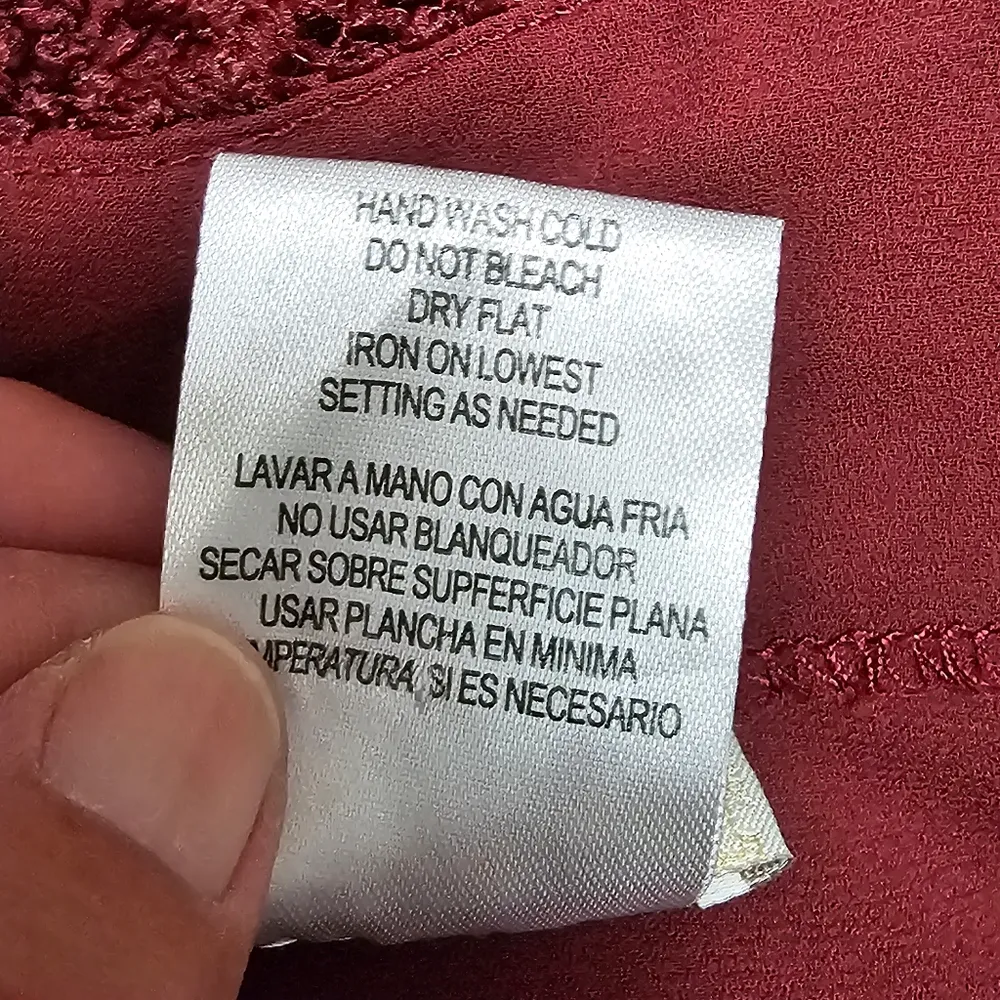 HAND WASH COLD
DO NOT BLEACH
DRY FLAT
IRON ON LOWEST
SETTING AS NEEDED
LAVAR A MANO CON AGUA FRIA
NO USAR BLANQUEADOR
SECAR SOBRE SUPFERFICIE PLANA
USAR PLANCHA EN MINIMA
SI ES NECESARIO